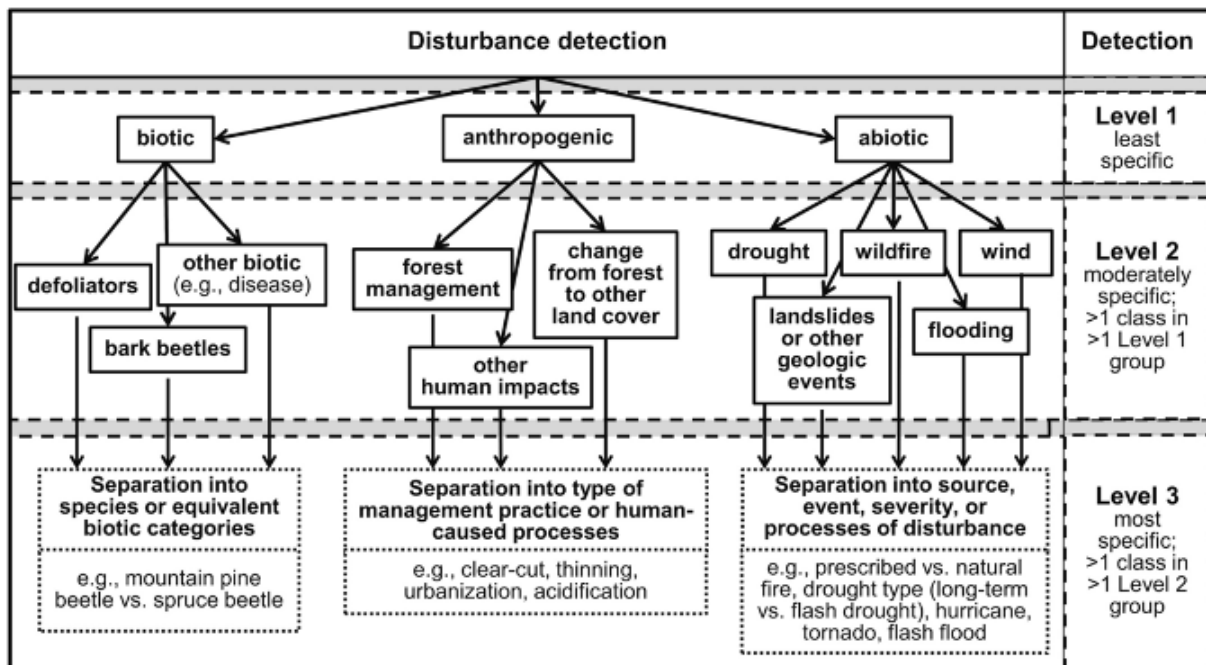 Disturbance detection
Detection
biotic
anthropogenic
abiotic
Level 1
least
specific
defoliators
other biotic
(e.g., disease)
bark beetles
forest
management
change
from forest
to other
land cover
other
human impacts
drought
wildfire
wind
landslides
or other
geologic
events
flooding
Level 2
moderately
specific;
>1 class in
>1 Level 1
group
Separation into
species or equivalent
biotic categories
e.g., mountain pine
beetle vs. spruce beetle
Separation into type of
management practice or human-
caused processes
e.g., clear-cut, thinning,
urbanization, acidification
Separation into source,
event, severity, or
processes of disturbance
e.g., prescribed vs. natural
fire, drought type (long-term
vs. flash drought), hurricane,
tornado, flash flood
Level 3
most
specific;
>1 class in
>1 Level 2
group